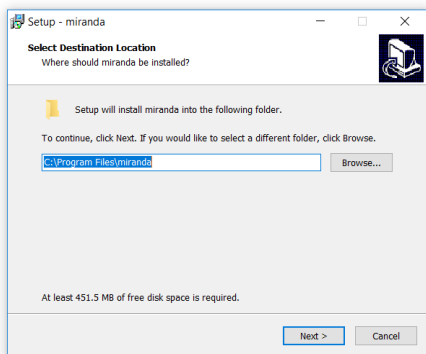 Setup - miranda
Select Destination Location
Where should miranda be installed?
Setup will install miranda into the following folder.
To continue, click Next. If you would like to select a different folder, click Browse.
C:\Program Files\miranda
Browse...
At least 451.5 MB of free disk space is required.
Next >
Cancel